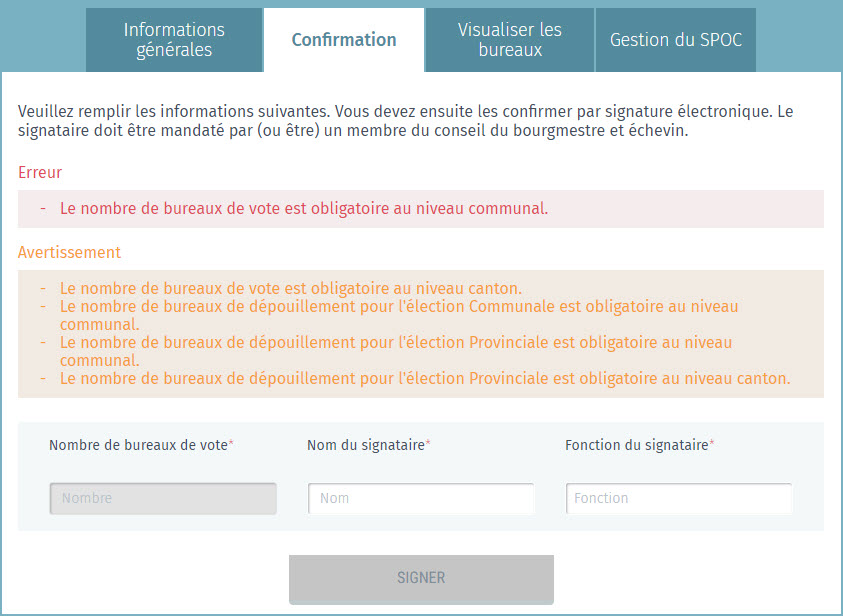 Informations
générales
Confirmation
Visualiser les
bureaux
Gestion du SPOC
Veuillez remplir les informations suivantes. Vous devez ensuite les confirmer par signature électronique. Le
signataire doit être mandaté par (ou être) un membre du conseil du bourgmestre et échevin.
Erreur
- Le nombre de bureaux de vote est obligatoire au niveau communal.
Avertissement
- Le nombre de bureaux de vote est obligatoire au niveau canton.
- Le nombre de bureaux de dépouillement pour l'élection Communale est obligatoire au niveau
communal.
- Le nombre de bureaux de dépouillement pour l'élection Provinciale est obligatoire au niveau
communal.
- Le nombre de bureaux de dépouillement pour l'élection Provinciale est obligatoire au niveau canton.
Nombre de bureaux de vote*
Nom du signataire*
Fonction du signataire*
Nombre
Nom
Fonction
SIGNER